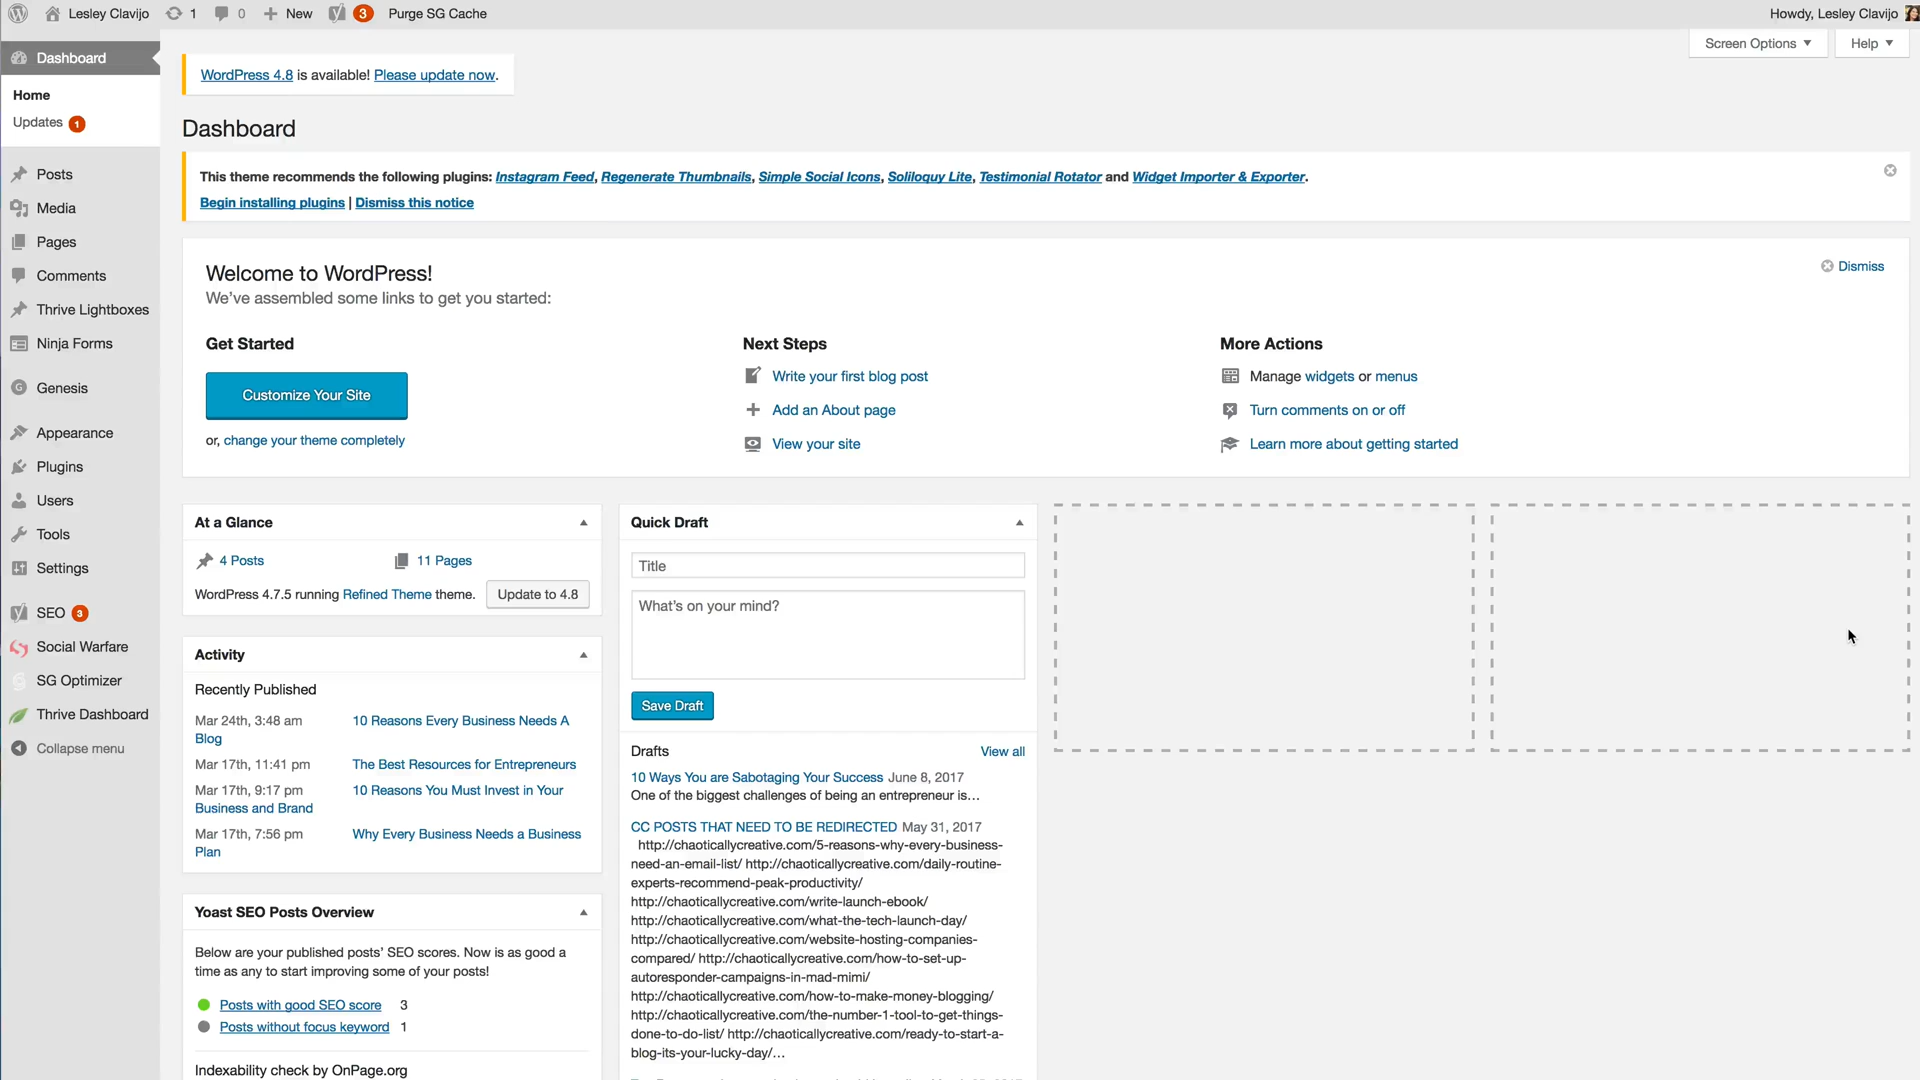 Lesley Clavijo 1 0 New 3 Purge SG Cache Howdy, Lesley Clavijo
Screen Options Help
Dashboard
Home
Updates 1
Posts
Media
Pages
Comments
Thrive Lightboxes
Ninja Forms
Genesis
Appearance
Plugins
Users
Tools
Settings
SEO 3
Social Warfare
SG Optimizer
Thrive Dashboard
Collapse menu
WordPress 4.8 is available! Please update now.
Dashboard
This theme recommends the following plugins: Instagram Feed, Regenerate Thumbnails, Simple Social Icons, Soliloquy Lite, Testimonial Rotator and Widget Importer & Exporter.
Begin installing plugins | Dismiss this notice
Welcome to WordPress!
Dismiss
We've assembled some links to get you started:
Get Started
Customize Your Site
or, change your theme completely
Next Steps
Write your first blog post
Add an About page
View your site
More Actions
Manage widgets or menus
Turn comments on or off
Learn more about getting started
At a Glance
4 Posts 11 Pages
WordPress 4.7.5 running Refined Theme theme. Update to 4.8
Activity
Recently Published
Mar 24th, 3:48 am 10 Reasons Every Business Needs A
Blog
Mar 17th, 11:41 pm The Best Resources for Entrepreneurs
Mar 17th, 9:17 pm 10 Reasons You Must Invest in Your
Business and Brand
Mar 17th, 7:56 pm Why Every Business Needs a Business
Plan
Yoast SEO Posts Overview
Below are your published posts' SEO scores. Now is as good a
time as any to start improving some of your posts!
Posts with good SEO score 3
Posts without focus keyword 1
Indexability check by OnPage.org
Quick Draft
Title
What's on your mind?
Save Draft
Drafts View all
10 Ways You are Sabotaging Your Success June 8, 2017
One of the biggest challenges of being an entrepreneur is…
CC POSTS THAT NEED TO BE REDIRECTED May 31, 2017
http://chaoticallycreative.com/5-reasons-why-every-business-
need-an-email-list/ http://chaoticallycreative.com/daily-routine-
experts-recommend-peak-productivity/
http://chaoticallycreative.com/write-launch-ebook/
http://chaoticallycreative.com/what-the-tech-launch-day/
http://chaoticallycreative.com/website-hosting-companies-
compared/ http://chaoticallycreative.com/how-to-set-up-
autoresponder-campaigns-in-mad-mimi/
http://chaoticallycreative.com/how-to-make-money-blogging/
http://chaoticallycreative.com/the-number-1-tool-to-get-things-
done-to-do-list/ http://chaoticallycreative.com/ready-to-start-a-
blog-its-your-lucky-day/…